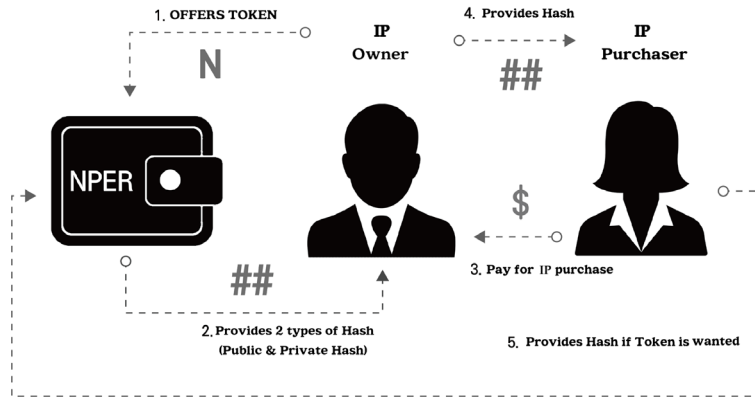 1. OFFERS TOKEN
N
IP
Owner
4. Provides Hash
##
IP
Purchaser
NPER
$
3. Pay for IP purchase
##
2. Provides 2 types of Hash
(Public & Private Hash)
5. Provides Hash if Token is wanted